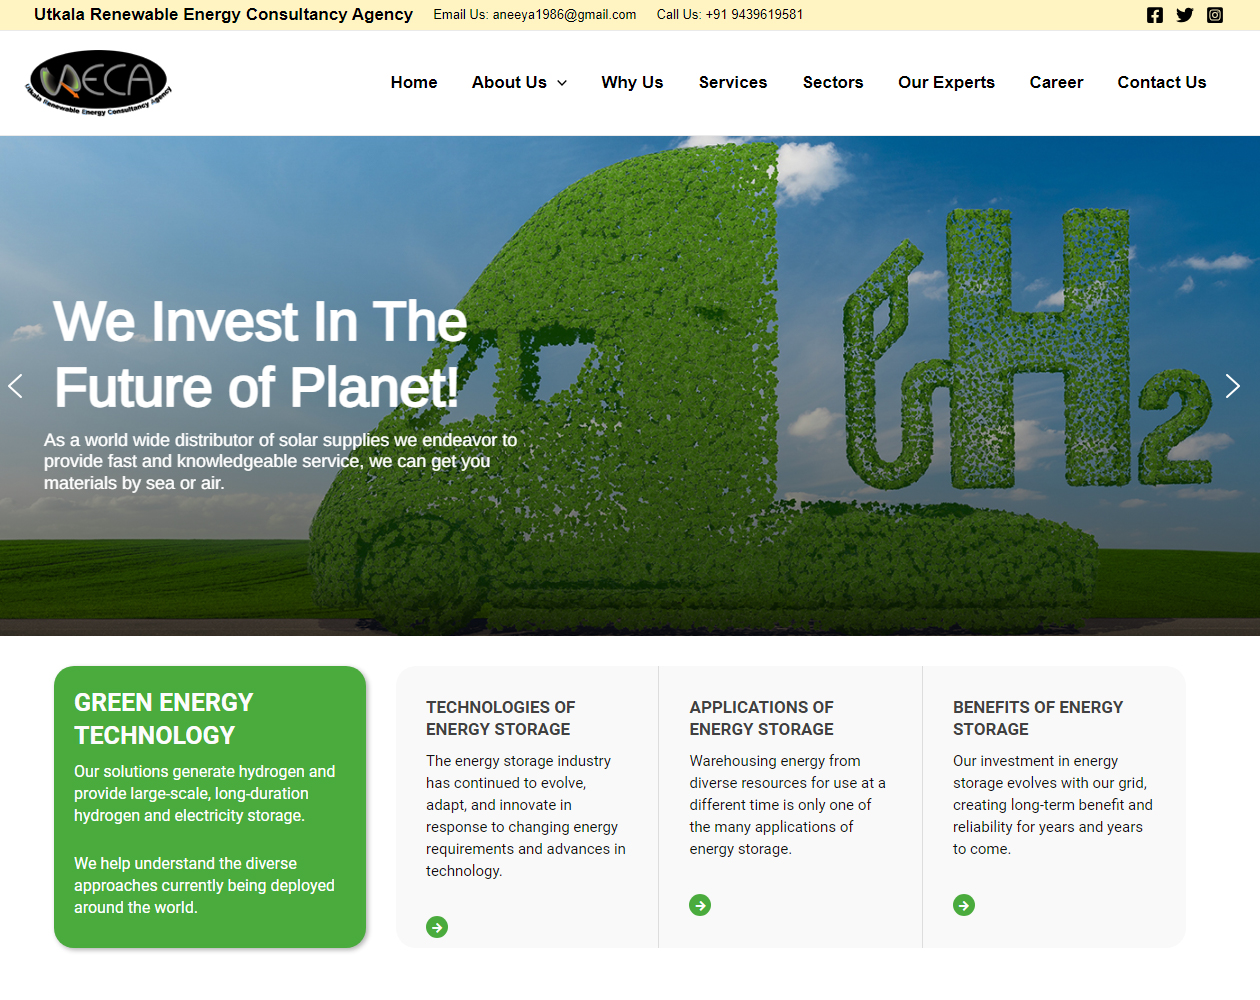 Utkala Renewable Energy Consultancy Agency Email Us: aneeya1986@gmail.com Call Us: +91 9439619581
URECA
Utkala Renewable Energy Consultancy Agency
Home About Us Why Us Services Sectors Our Experts Career Contact Us
H2
We Invest In The
Future of Planet!
As a world wide distributor of solar supplies we endeavor to
provide fast and knowledgeable service, we can get you
materials by sea or air.
GREEN ENERGY
TECHNOLOGY
Our solutions generate hydrogen and
provide large-scale, long-duration
hydrogen and electricity storage.
We help understand the diverse
approaches currently being deployed
around the world.
TECHNOLOGIES OF
ENERGY STORAGE
The energy storage industry
has continued to evolve,
adapt, and innovate in
response to changing energy
requirements and advances in
technology.
APPLICATIONS OF
ENERGY STORAGE
Warehousing energy from
diverse resources for use at a
different time is only one of
the many applications of
energy storage.
BENEFITS OF ENERGY
STORAGE
Our investment in energy
storage evolves with our grid,
creating long-term benefit and
reliability for years and years
to come.